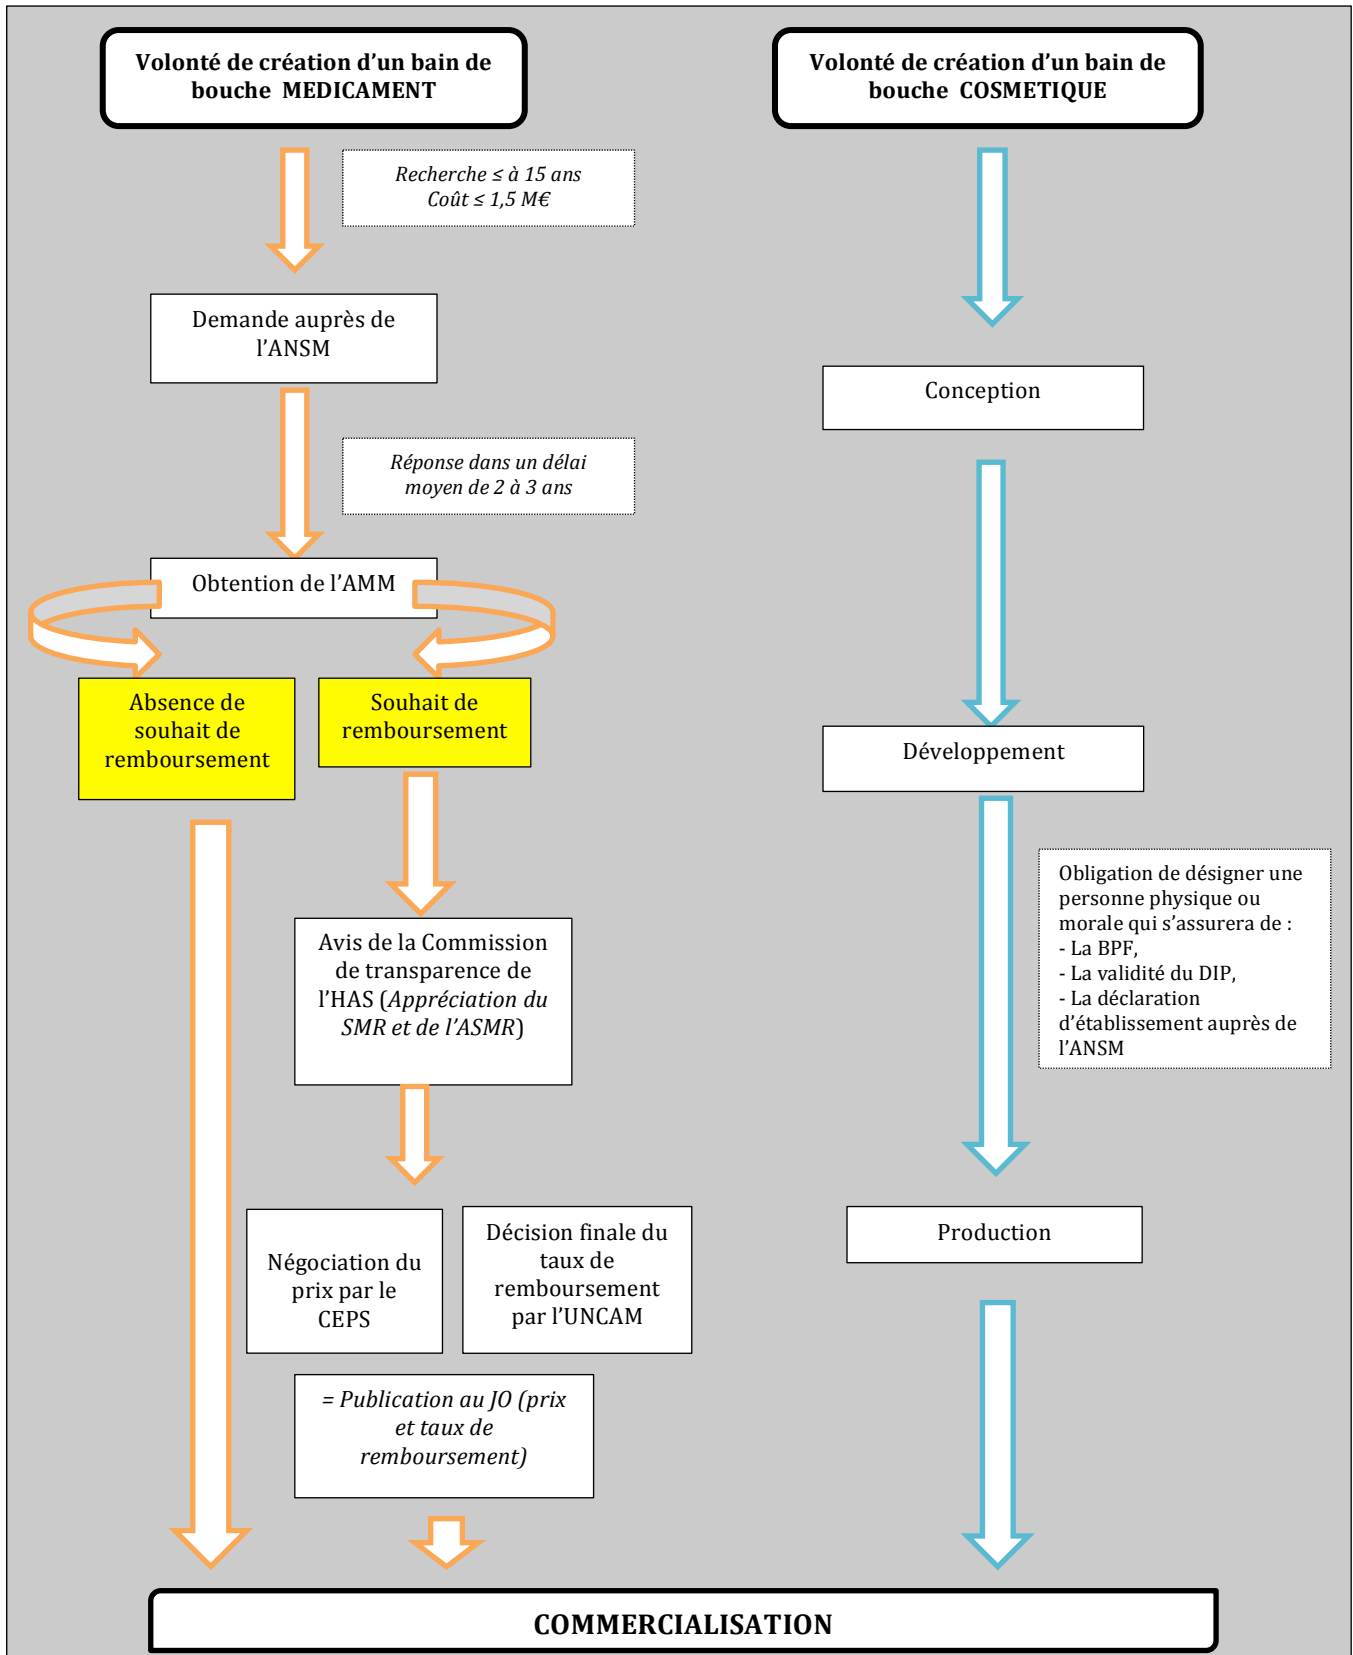 Volonté de création d’un bain de
bouche  MEDICAMENT
Recherche ≤ à 15 ans
Coût ≤ 1,5 M€
Demande auprès de
l’ANSM
Réponse dans un délai
moyen de 2 à 3 ans
Obtention de l’AMM
Absence de
souhait de
remboursement
Souhait de
remboursement
Avis de la Commission
de transparence de
l’HAS (Appréciation du
SMR et de l’ASMR)
Négociation du
prix par le
CEPS
Décision finale du
taux de
remboursement
par l’UNCAM
= Publication au JO (prix
et taux de
remboursement)
Volonté de création d’un bain de
bouche  COSMETIQUE
Conception
Développement
Obligation de désigner une
personne physique ou
morale qui s’assurera de :
- La BPF,
- La validité du DIP,
- La déclaration
d’établissement auprès de
l’ANSM
Production
COMMERCIALISATION